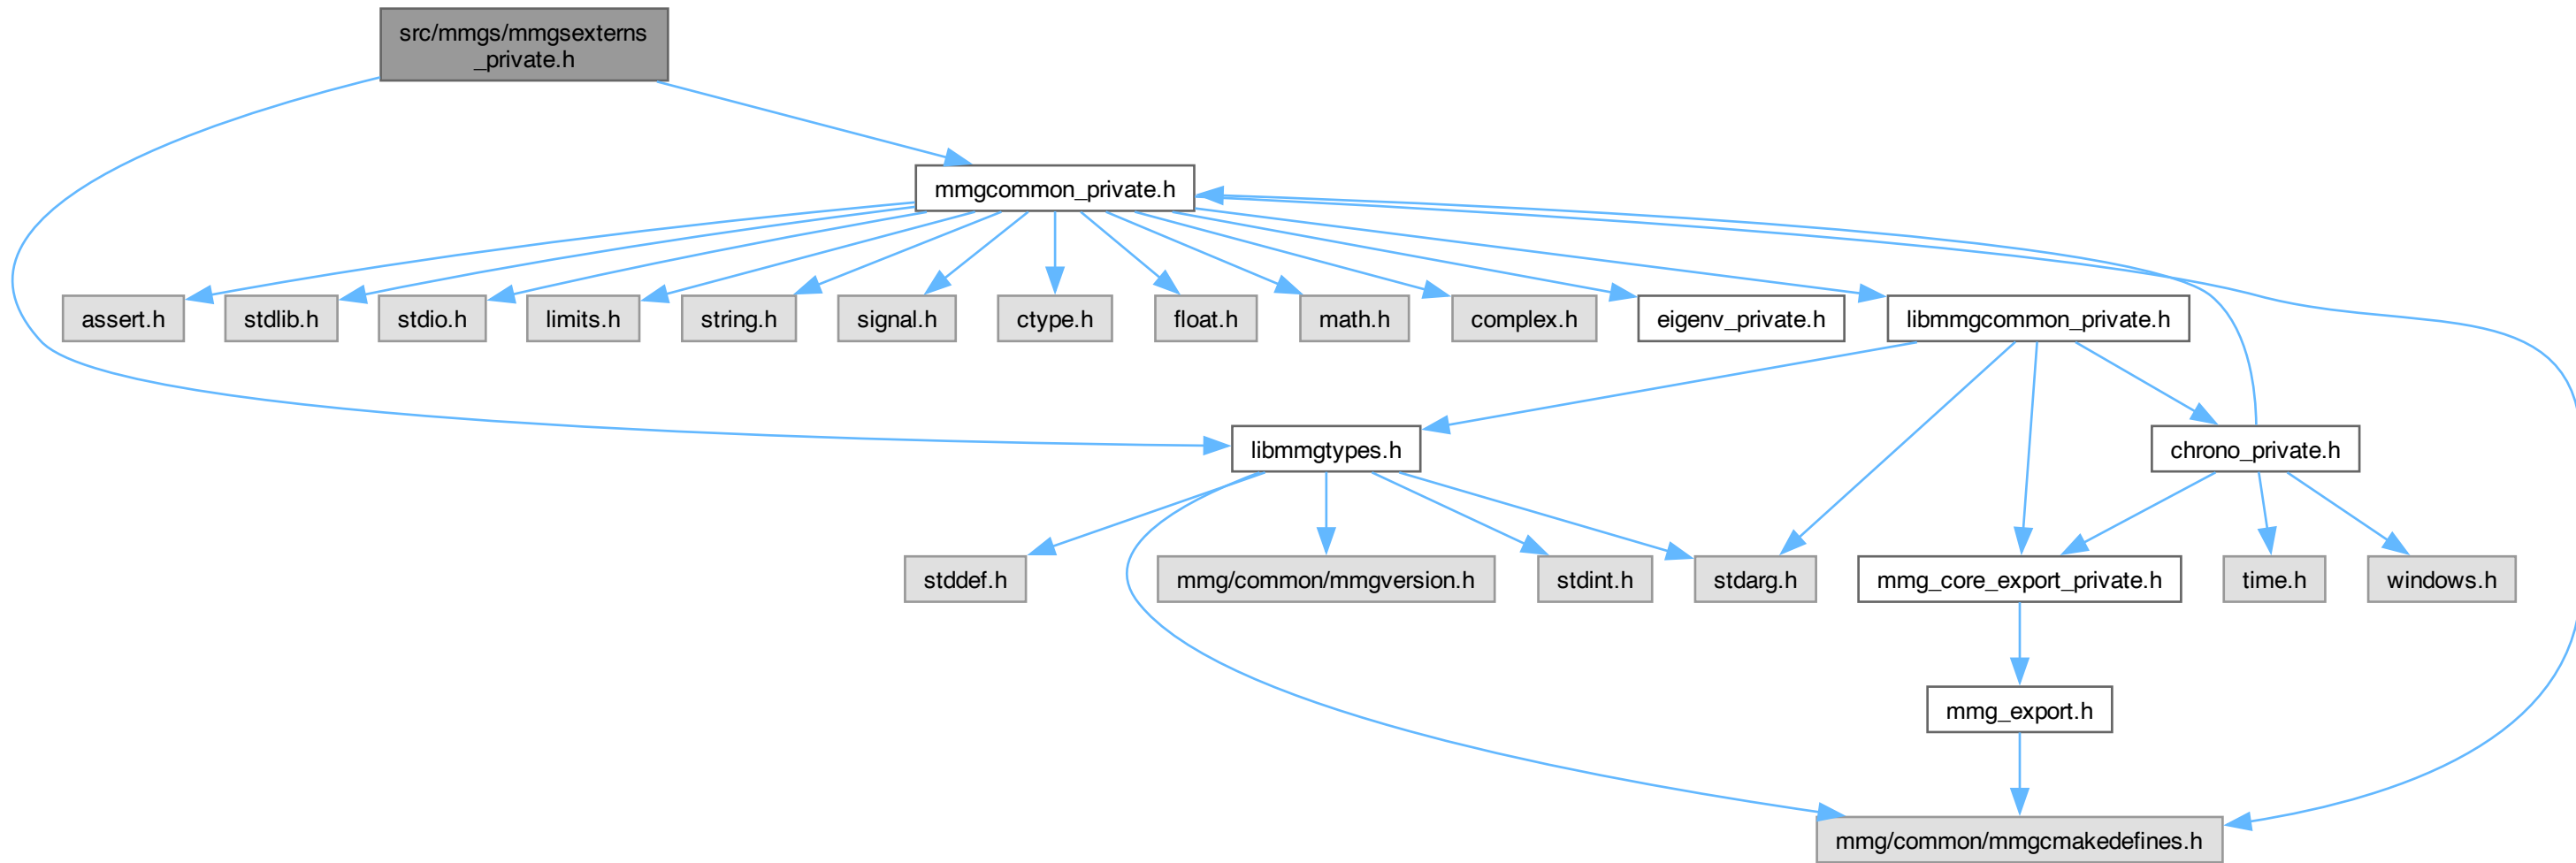 src/mmgs/mmgsexterns
_private.h
mmgcommon_private.h
assert.h
stdlib.h
stdio.h
limits.h
string.h
signal.h
ctype.h
float.h
math.h
complex.h
eigenv_private.h
libmmgcommon_private.h
libmmgtypes.h
chrono_private.h
stddef.h
mmg/common/mmgversion.h
stdint.h
stdarg.h
mmg_core_export_private.h
time.h
windows.h
mmg_export.h
mmg/common/mmgcmakedefines.h